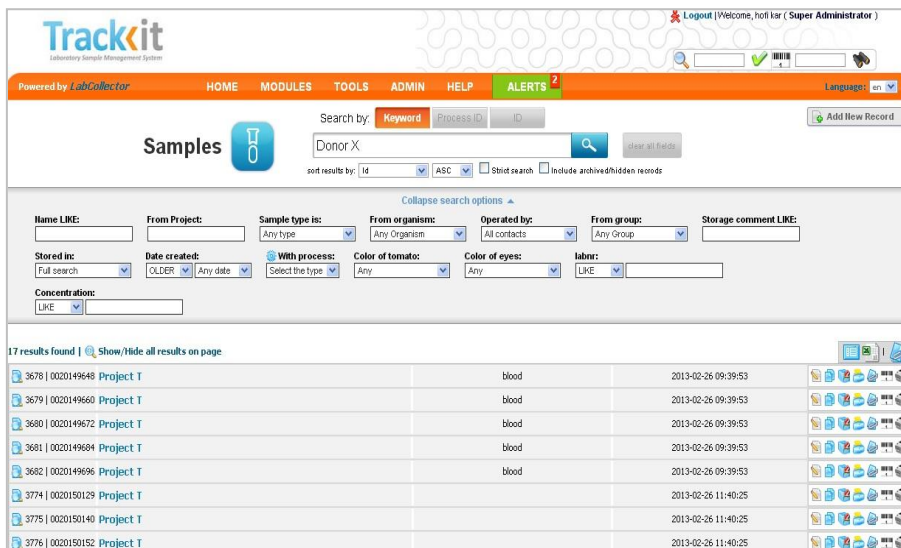 Logout | Welcome, hofi kar ( Super Administrator )
Trackit
Laboratory Sample Management System
Powered by LabCollector HOME MODULES TOOLS ADMIN HELP ALERTS 2 Language: en
Search by: Keyword Process ID ID
Add New Record
Samples
Donor X
clear all fields
sort results by: Id ASC Strict search Include archived/hidden recrods
Collapse search options
Name LIKE: From Project: Sample type is: From organism: Operated by: From group: Storage comment LIKE:
Any type Any Organism All contacts Any Group
Stored in: Date created: With process: Color of tomato: Color of eyes: labnr:
Full search OLDER Any date Select the type Any Any LIKE
Concentration:
LIKE
17 results found | Show/Hide all results on page
3678 | 0020149648 Project T blood 2013-02-26 09:39:53
3679 | 0020149660 Project T blood 2013-02-26 09:39:53
3680 | 0020149672 Project T blood 2013-02-26 09:39:53
3681 | 0020149684 Project T blood 2013-02-26 09:39:53
3682 | 0020149696 Project T blood 2013-02-26 09:39:53
3774 | 0020150129 Project T 2013-02-26 11:40:25
3775 | 0020150140 Project T 2013-02-26 11:40:25
3776 | 0020150152 Project T 2013-02-26 11:40:25